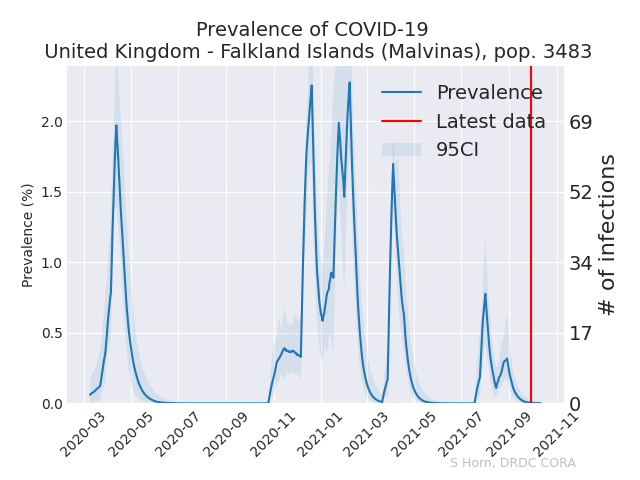 Prevalence of COVID-19
United Kingdom - Falkland Islands (Malvinas), pop. 3483
Prevalence (%)
2.0
1.5
1.0
0.5
0.0
Prevalence
Latest data
95CI
69
52
34
17
0
# of infections
2020-03
2020-05
2020-07
2020-09
2020-11
2021-01
2021-03
2021-05
2021-07
2021-09
2021-11
S Horn, DRDC CORA